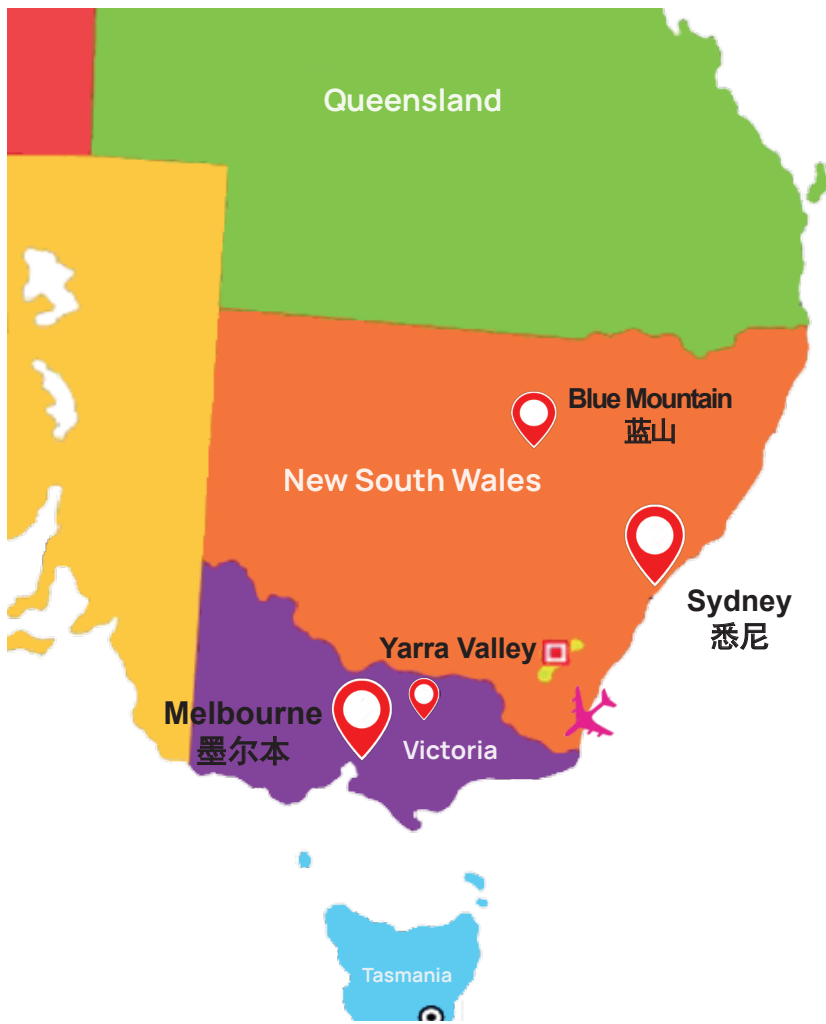 Queensland
Blue Mountain
蓝山
New South Wales
Sydney
悉尼
Yarra Valley
Melbourne
墨尔本
Victoria
Tasmania